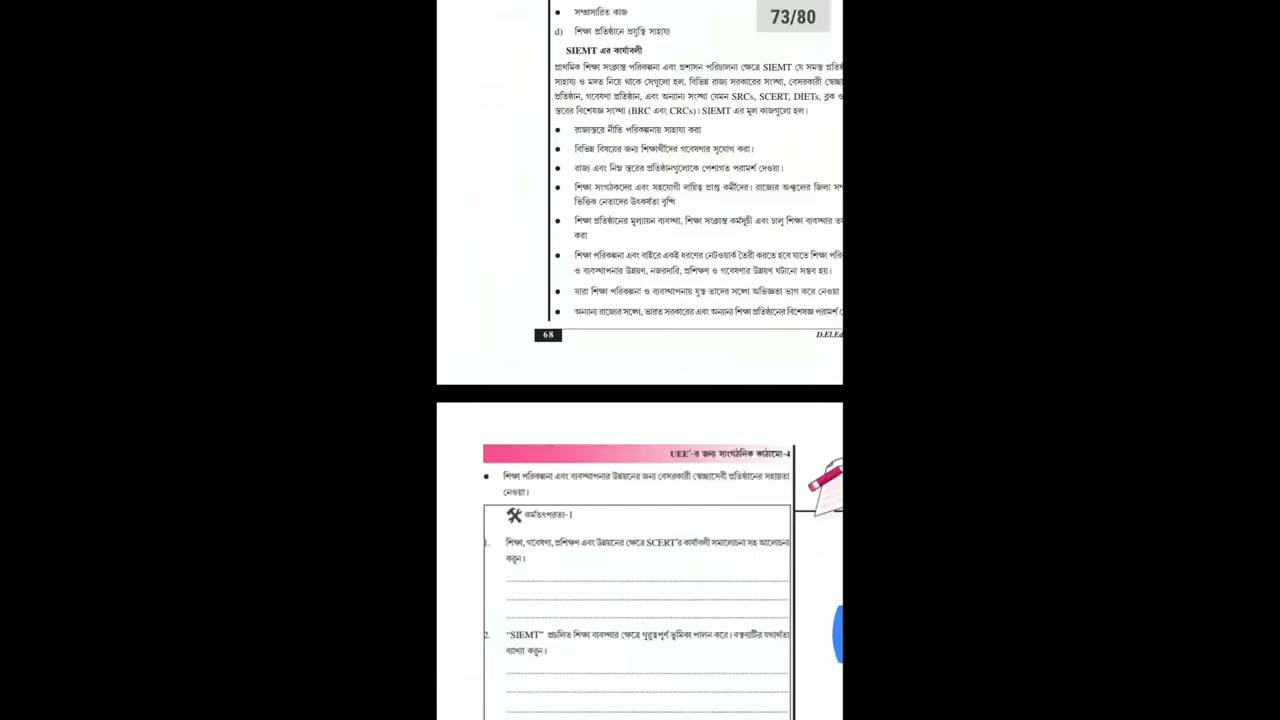 সম্প্রসারিত কাজ
73/80
d) শিক্ষা প্রতিষ্ঠানে প্রযুক্তি সাহায্য
SIEMT এর কার্যাবলী
প্রাথমিক শিক্ষা সংক্রান্ত পরিকল্পনা এবং প্রশাসন পরিচালনা ক্ষেত্রে SIEMT যে সমস্ত
সাহায্য ও মদত নিয়ে থাকে সেগুলো হল, বিভিন্ন রাজ্য সরকারের সংস্থা, বেসরকারী
প্রতিষ্ঠান, গবেষণা প্রতিষ্ঠান, এবং অন্যান্য সংস্থা যেমন SRCs, SCERT, DIETs, ব্লক
স্তরের বিশেষজ্ঞ সংস্থা (BRC এবং CRCs)। SIEMT এর মূল কাজগুলো হল।
রাজ্যস্তরে নীতি পরিকল্পনায় সাহায্য করা
বিভিন্ন বিষয়ের জন্য শিক্ষার্থীদের গবেষণার সুযোগ করা।
রাজ্য এবং নিম্ন স্তরের প্রতিষ্ঠানগুলোকে পেশাগত পরামর্শ দেওয়া।
শিক্ষা সংগঠকদের এবং সহযোগী দায়িত্ব প্রাপ্ত কর্মীদের। রাজ্যের অঞ্চলের জিলা
ভিত্তিক নেতাদের উৎকর্ষতা বৃদ্ধি
শিক্ষা প্রতিষ্ঠানের মূল্যায়ন ব্যবস্থা, শিক্ষা সংক্রান্ত কর্মসূচী এবং চালু শিক্ষা ব্যবস্থার
করা
শিক্ষা পরিকল্পনা এবং বাইরে একই ধরণের নেটওয়ার্ক তৈরী করতে হবে যাতে শিক্ষা
ও ব্যবস্থাপনার উন্নয়ণ, নজরদারি, প্রশিক্ষণ ও গবেষণার উন্নয়ণ ঘটানো সম্ভব হয়।
যারা শিক্ষা পরিকল্পনা ও ব্যবস্থাপনায় যুক্ত তাদের সঙ্গে অভিজ্ঞতা ভাগ করে নেওয়া
অন্যান্য রাজ্যের সঙ্গে, ভারত সরকারের এবং অন্যান্য শিক্ষা প্রতিষ্ঠানের বিশেষজ্ঞ পরামর্শ
68
D.El.Ed
UEE'-র জন্য সাংগঠনিক কাঠামো-4
শিক্ষা পরিকল্পনা এবং ব্যবস্থাপনার উন্নয়নের জন্য বেসরকারী স্বেচ্ছাসেবী প্রতিষ্ঠানের সহায়তা
নেওয়া।
কর্মতৎপরতা-1
1. শিক্ষা, গবেষণা, প্রশিক্ষণ এবং উন্নয়নের ক্ষেত্রে SCERT'র কার্যাবলী সমালোচনা সহ আলোচনা
করুন।
2. "SIEMT" প্রচলিত শিক্ষা ব্যবস্থার ক্ষেত্রে গুরুত্বপূর্ণ ভূমিকা পালন করে। বক্তব্যটির যথার্থতা
ব্যাখ্যা করুন।